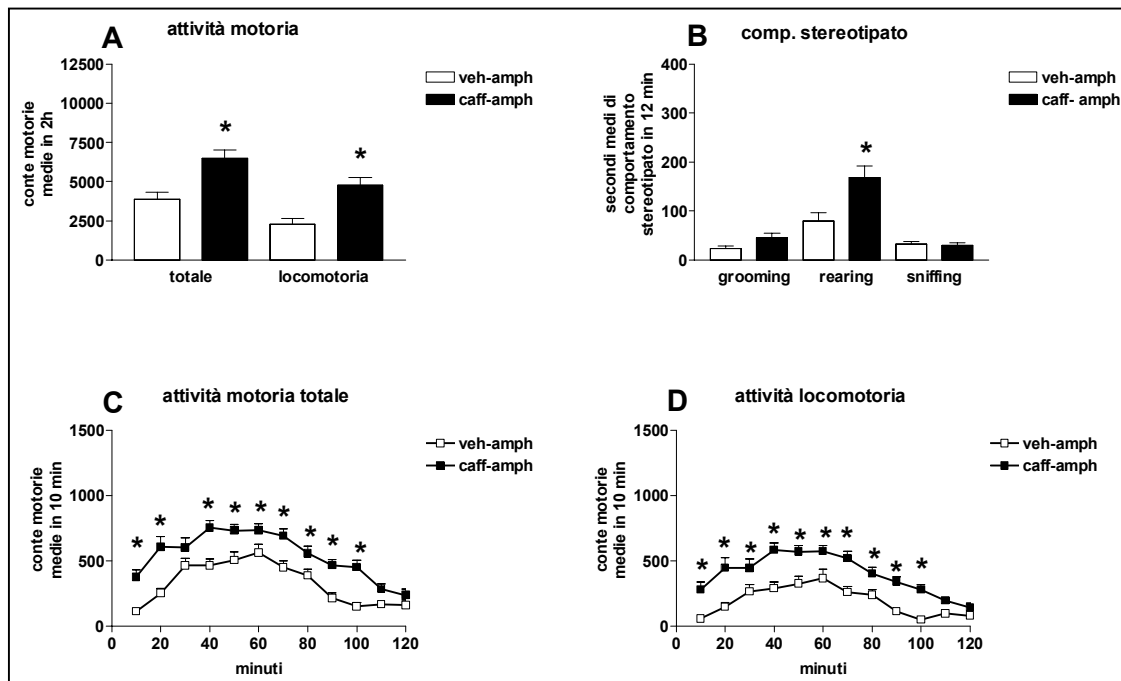 A attività motoria
12500
10000
7500
5000
2500
0
conte motorie
medie in 2h
veh-amph
caff-amph
*
*
totale
locomotoria
B comp. stereotipato
400
300
200
100
0
secondi medi di
comportamento
stereotipato in 12 min
veh-amph
caff- amph
*
grooming
rearing
sniffing
C attività motoria totale
1500
1000
500
0
conte motorie
medie in 10 min
veh-amph
caff-amph
* * * * * * * * *
0 20 40 60 80 100 120
minuti
D attività locomotoria
1500
1000
500
0
conte motorie
medie in 10 min
veh-amph
caff-amph
* * * * * * * * * *
0 20 40 60 80 100 120
minuti